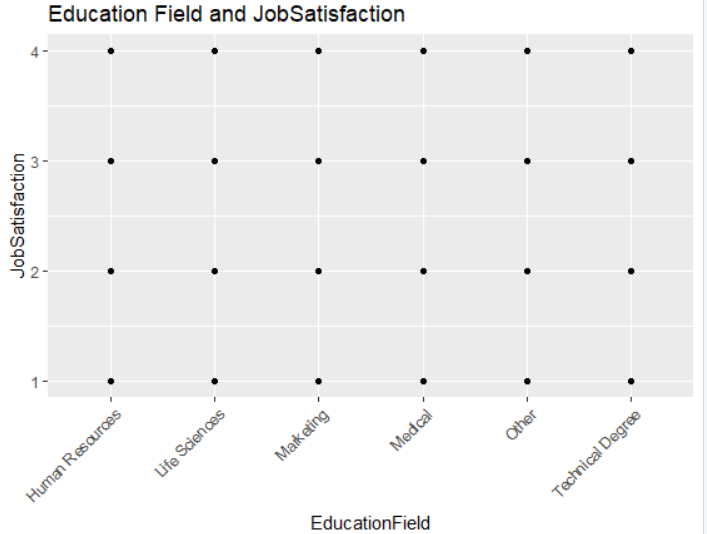 Education Field and JobSatisfaction
JobSatisfaction
4
3
2
1
Human Resources
Life Sciences
Marketing
Medical
Other
Technical Degree
EducationField